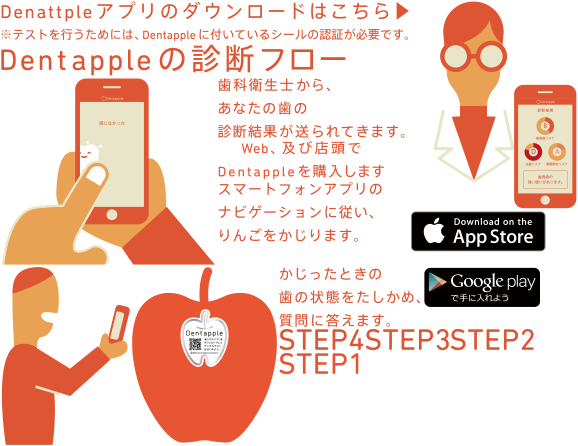 Denattpleアプリのダウンロードはこちら▶
※テストを行うためには、Dentappleに付いているシールの認証が必要です。
Dentappleの診断フロー
Dentapple
感じなかった
歯科衛生士から、
あなたの歯の
診断結果が送られてきます。
Web、及び店頭で
Dentappleを購入します
スマートフォンアプリの
ナビゲーションに従い、
りんごをかじります。
Dentapple
診断結果
B
D
A
Download on the
App Store
Google play
で手に入れよう
かじったときの
歯の状態をたしかめ、
質問に答えます。
Dentapple
STEP4STEP3STEP2
STEP1